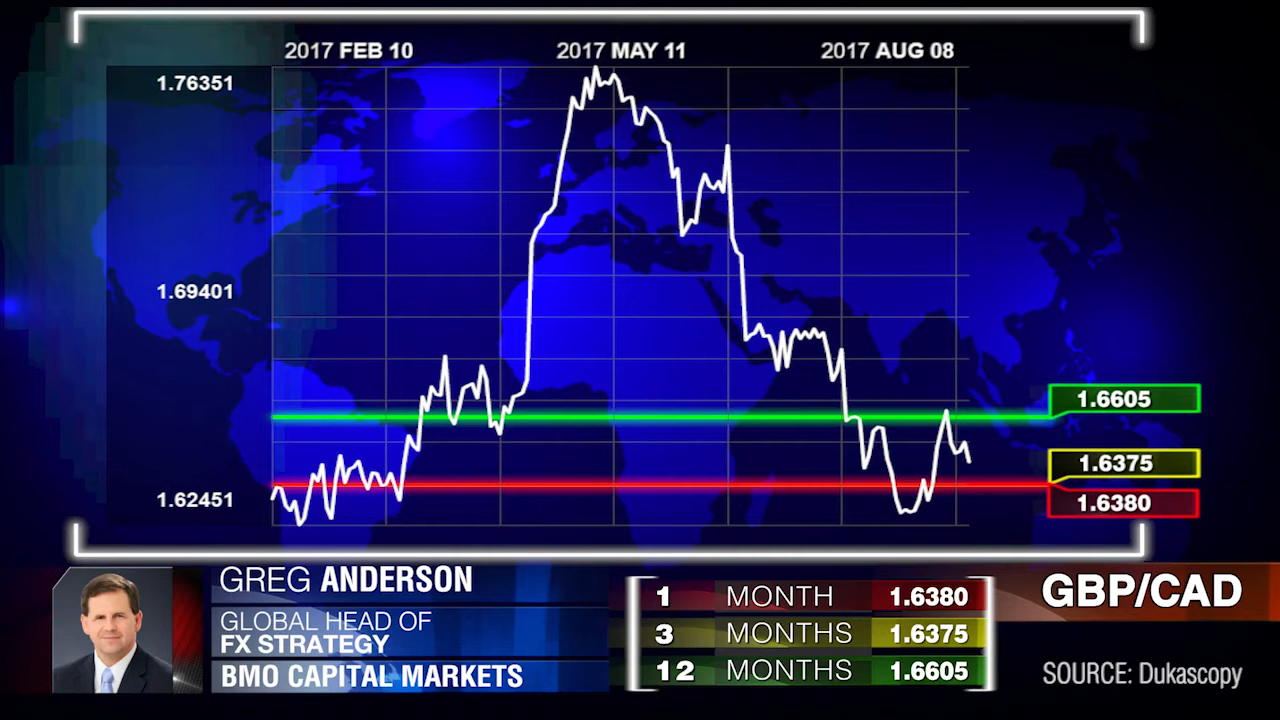 2017 FEB 10
2017 MAY 11
2017 AUG 08
1.76351
1.69401
1.62451
1.6605
1.6375
1.6380
GREG ANDERSON
GLOBAL HEAD OF
FX STRATEGY
BMO CAPITAL MARKETS
1 MONTH 1.6380
3 MONTHS 1.6375
12 MONTHS 1.6605
GBP/CAD
SOURCE: Dukascopy